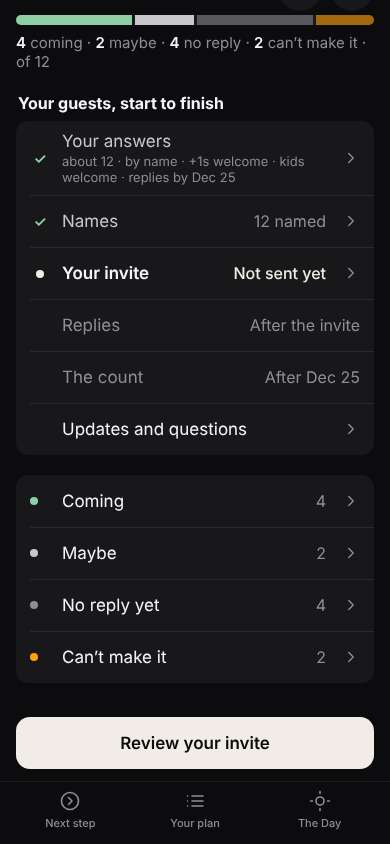 4 coming · 2 maybe · 4 no reply · 2 can’t make it ·
of 12
Your guests, start to finish
Your answers
about 12 · by name · +1s welcome · kids
welcome · replies by Dec 25
Names 12 named
Your invite Not sent yet
Replies After the invite
The count After Dec 25
Updates and questions
Coming 4
Maybe 2
No reply yet 4
Can’t make it 2
Review your invite
Next step Your plan The Day